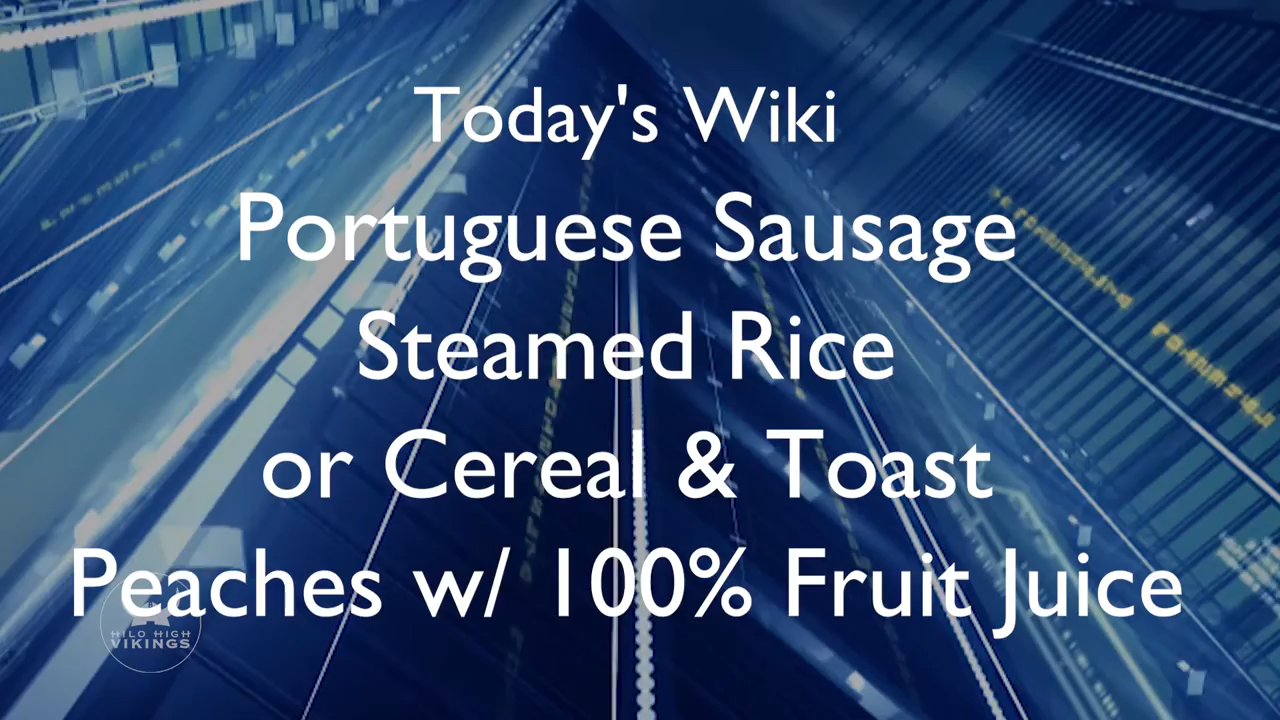 Today's Wiki
Portuguese Sausage
Steamed Rice
or Cereal & Toast
Peaches w/ 100% Fruit Juice
HILO HIGH
VIKINGS